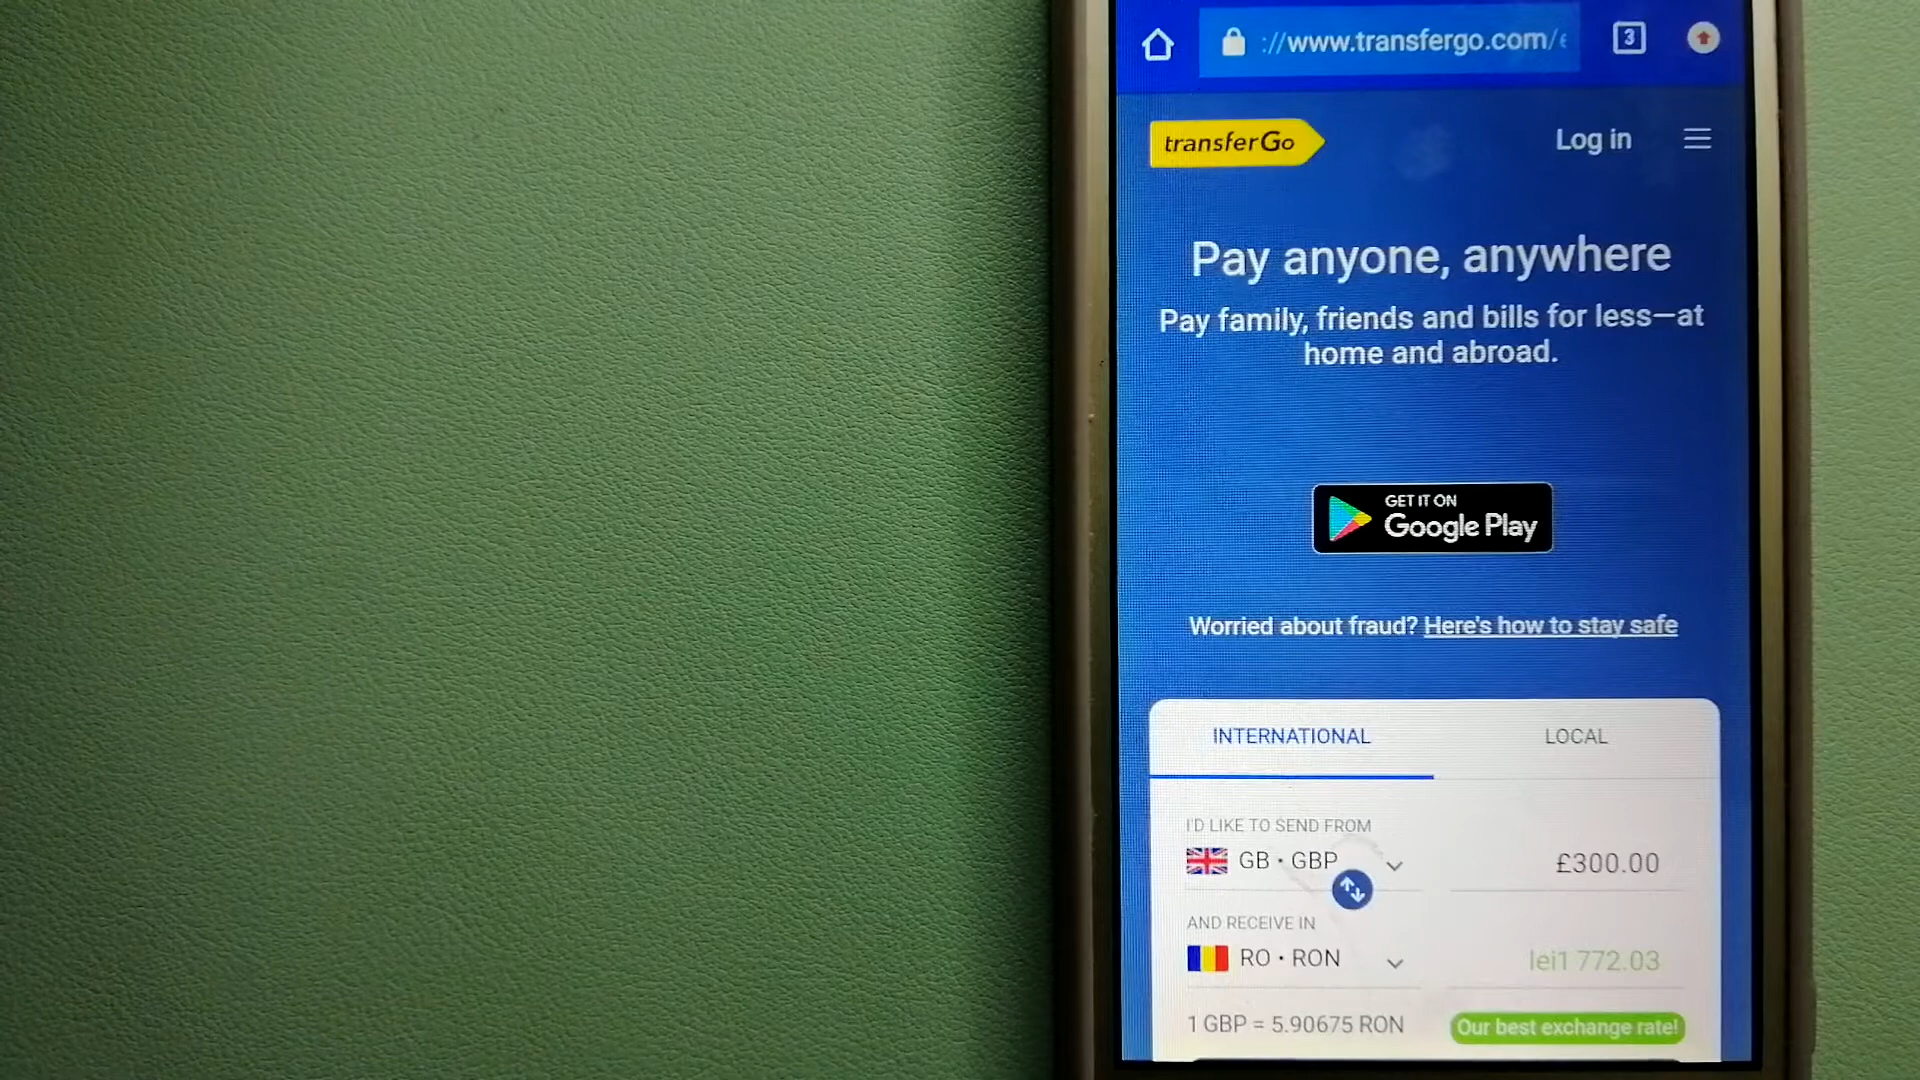 ://www.transfergo.com/
3
transferGo
Log in
Pay anyone, anywhere
Pay family, friends and bills for less—at
home and abroad.
GET IT ON
Google Play
Worried about fraud? Here's how to stay safe
INTERNATIONAL
LOCAL
I'D LIKE TO SEND FROM
GB • GBP
£300.00
AND RECEIVE IN
RO • RON
lei1 772.03
1 GBP = 5.90675 RON
Our best exchange rate!